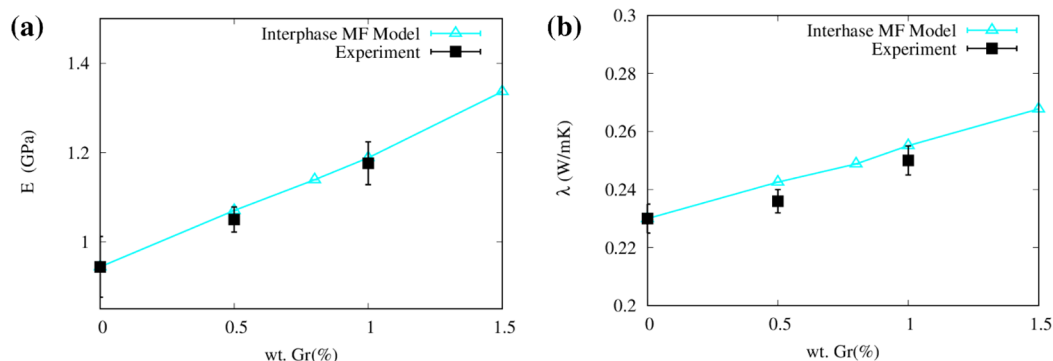 (a)
Interphase MF Model
Experiment
1.4
1.2
1
E (GPa)
0
0.5
1
1.5
wt. Gr(%)
(b)
Interhase MF Model
Experiment
0.3
0.28
0.26
0.24
0.22
0.2
λ (W/mK)
0
0.5
1
1.5
wt. Gr(%)